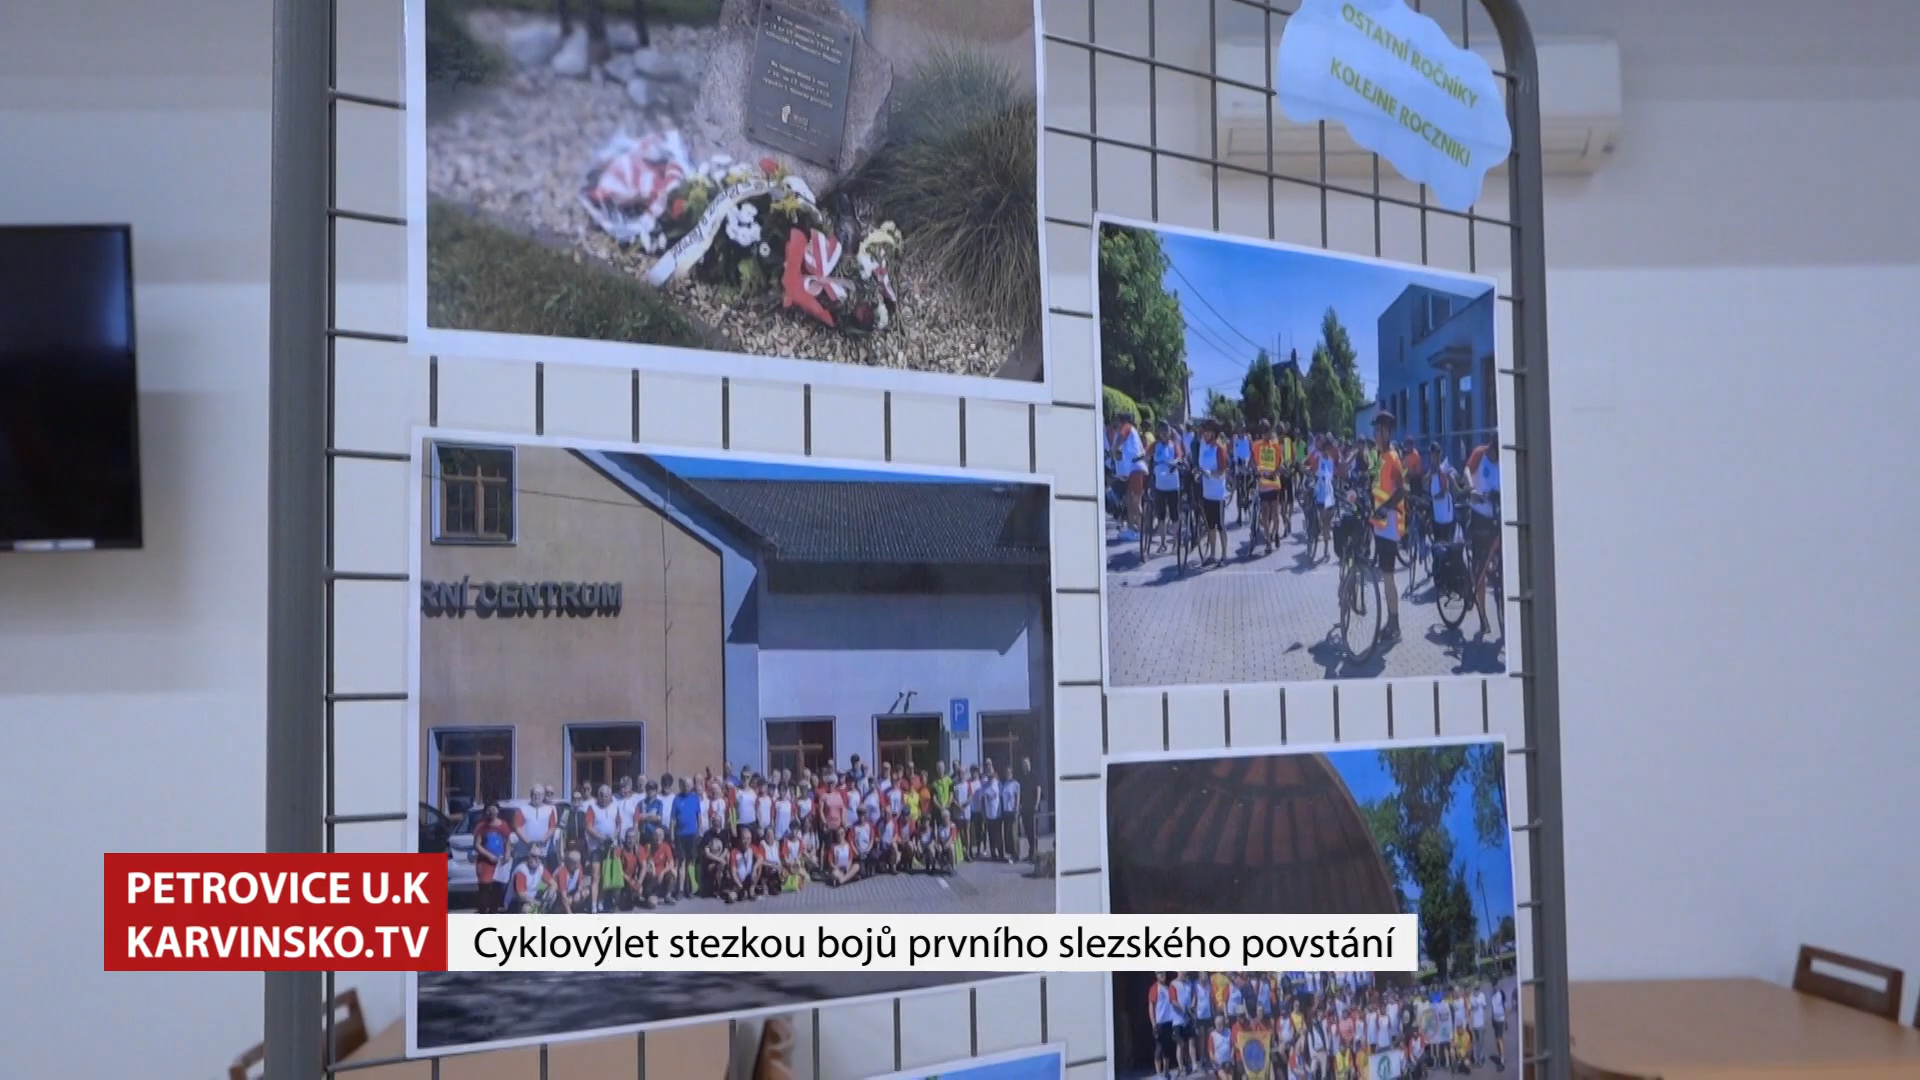 OSTATNÍ ROČNÍKY
KOLEJNE ROCZNIKI
RNÍ CENTRUM
P
PETROVICE U.K
KARVINSKO.TV
Cyklovýlet stezkou bojů prvního slezského povstání